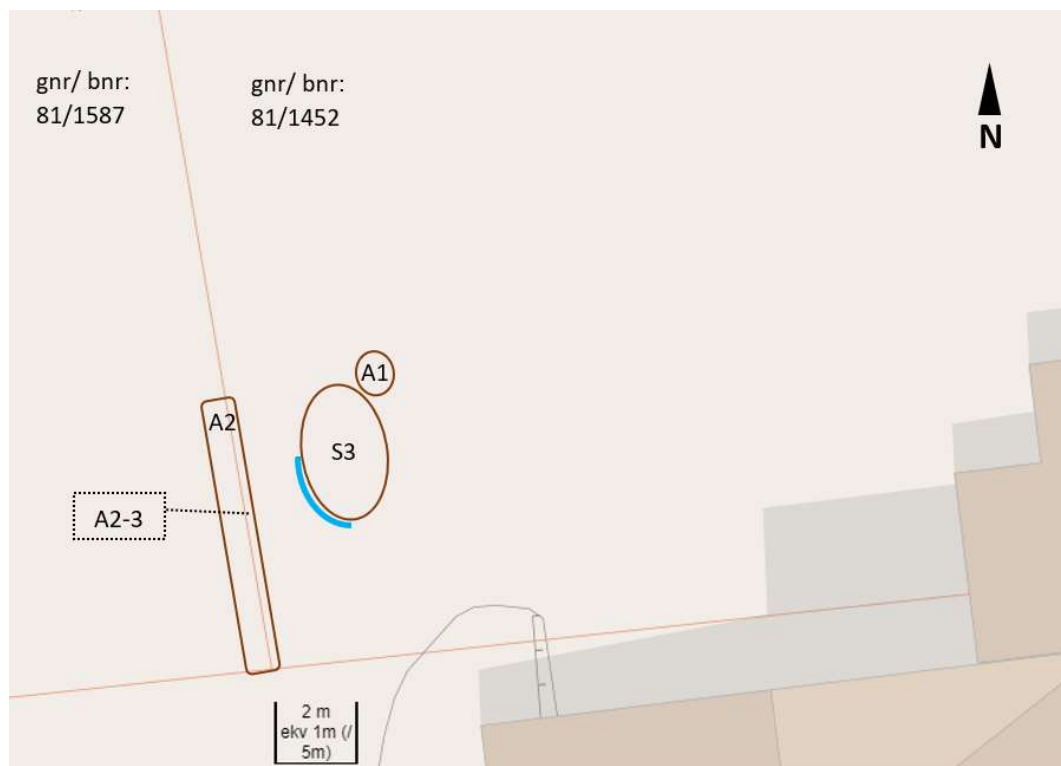 gnr/ bnr:
81/1587
gnr/ bnr:
81/1452
N
A1
A2
S3
A2-3
2 m
ekv 1m (/
5m)